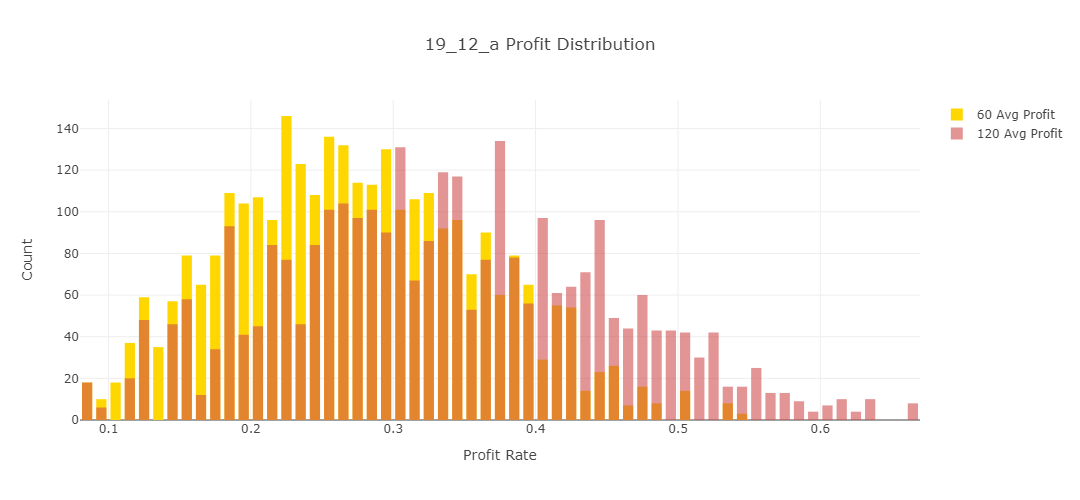 19_12_a Profit Distribution
60 Avg Profit
120 Avg Profit
Count
140
120
100
80
60
40
20
0
0.1 0.2 0.3 0.4 0.5 0.6
Profit Rate